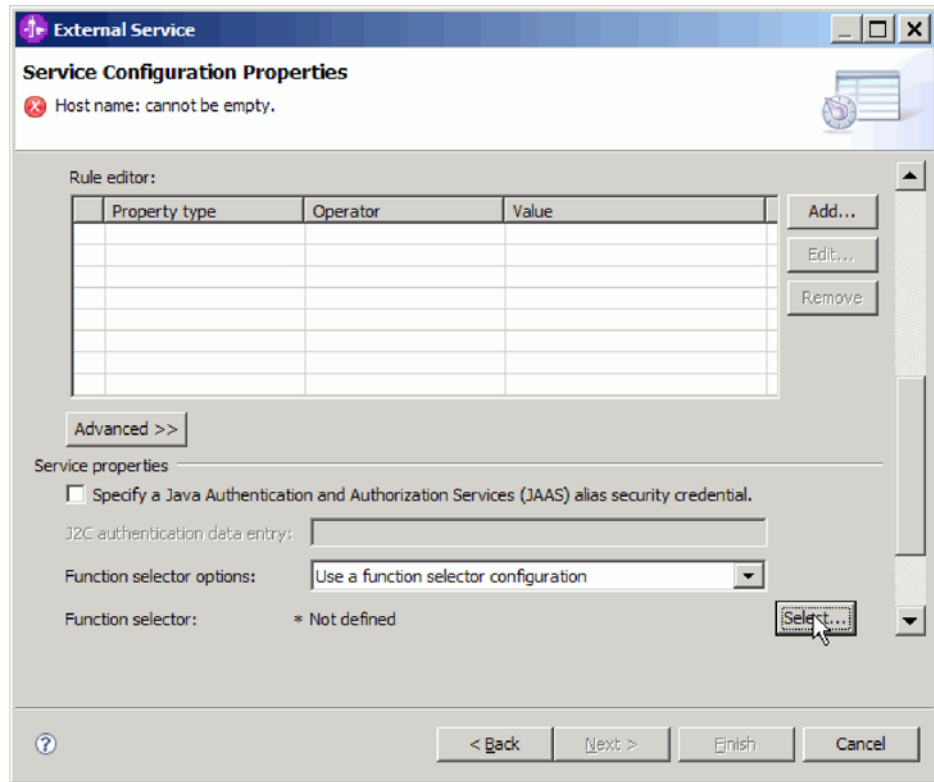 External Service
Service Configuration Properties
Host name: cannot be empty.
Rule editor:
Property type Operator Value
Add...
Edit...
Remove
Advanced >>
Service properties
Specify a Java Authentication and Authorization Services (JAAS) alias security credential.
J2C authentication data entry:
Function selector options: Use a function selector configuration
Function selector: * Not defined Select...
< Back Next > Finish Cancel